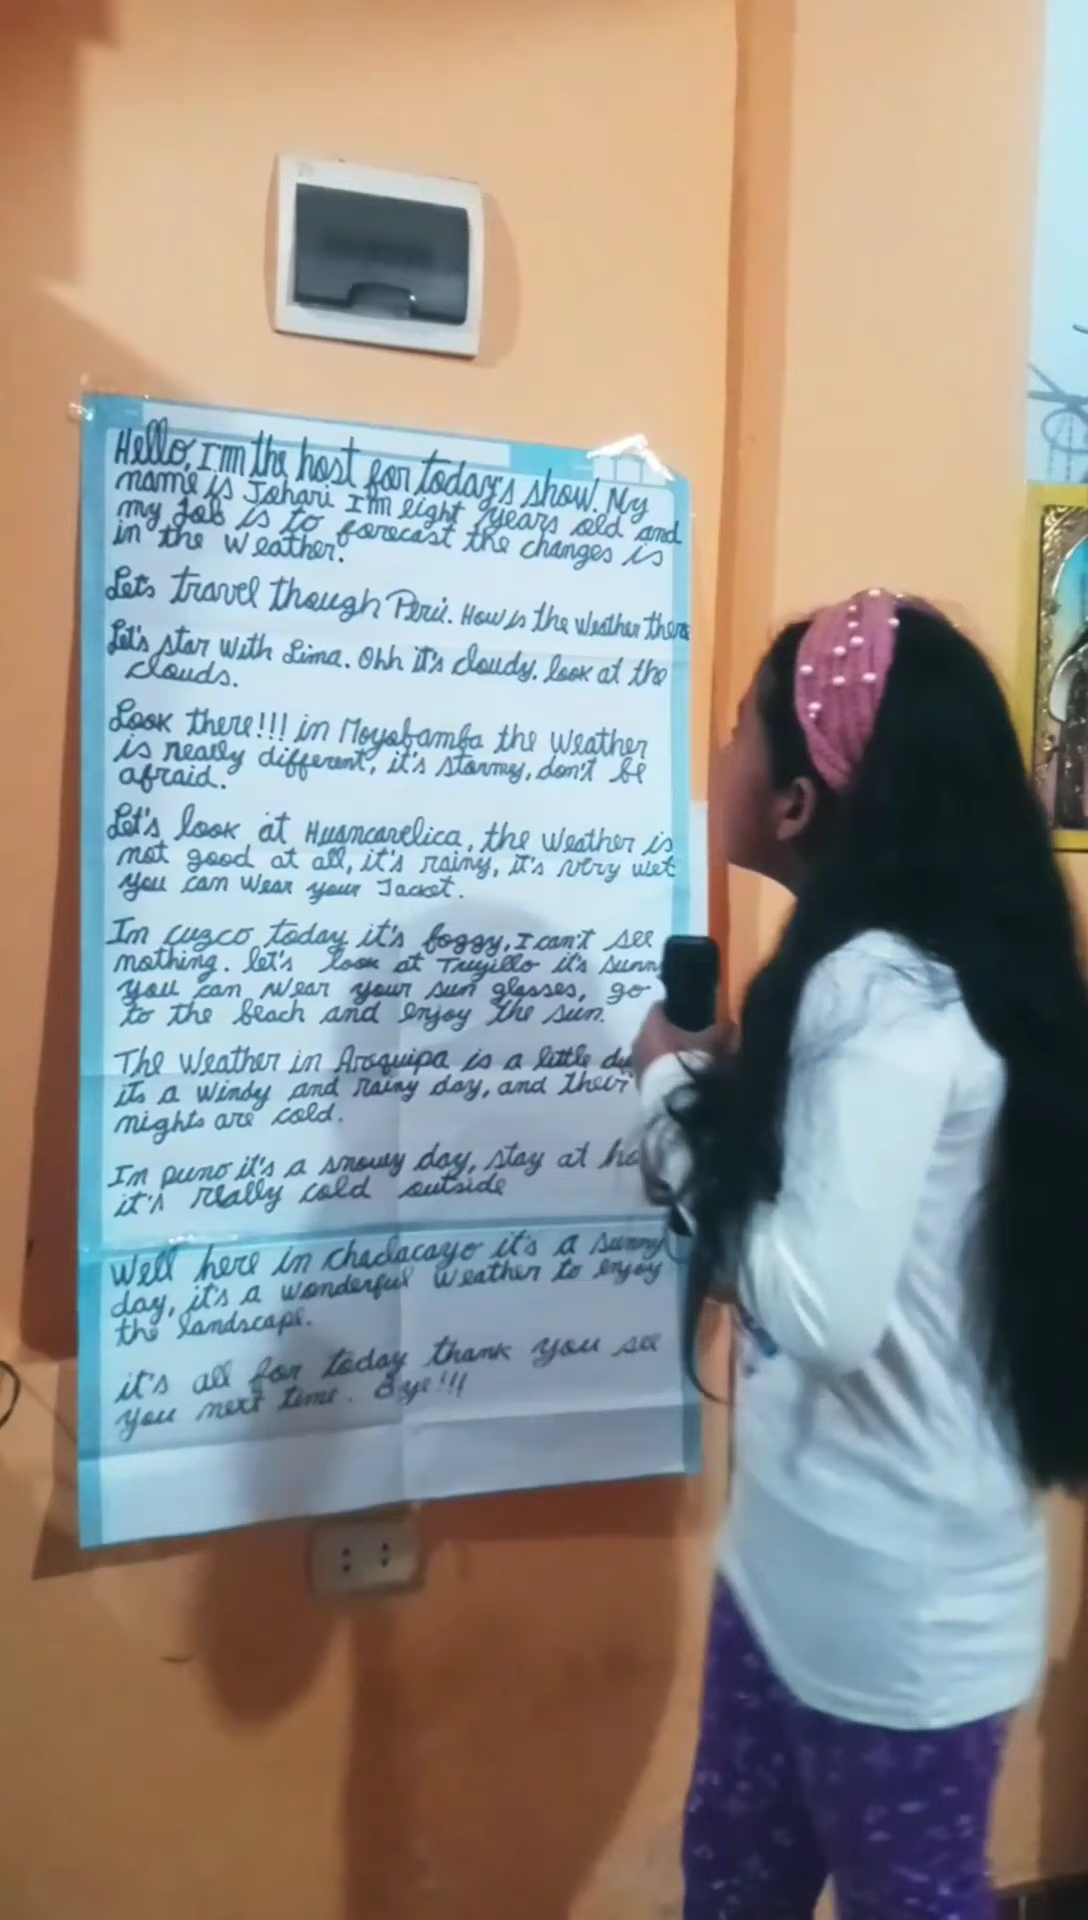 Hello, I'm the host for today's show. My
name is Jahari I'm eight years old and
my Job is to forecast the changes is
in the Weather!
Let's travel though Perú. How is the Weather there
Let's star with Lima. Ohh it's cloudy, look at the
clouds.
Look there!!! in Moyobamba the Weather
is really different, it's stormy, don't be
afraid.
Let's look at Huancavelica, the Weather is
not good at all, it's rainy, it's very wet
you can wear your Jacket.
In cuzco today it's foggy, I can't see
nothing. let's look at Trujillo it's sunn
you can wear your sun glasses, go
to the beach and enjoy the sun.
The Weather in Arequipa is a little
its a windy and rainy day, and their
nights are cold.
In puno it's a snowy day, stay at
it's really cold outside
Well here in chaclacayo it's a sunny
day, it's a wonderful weather to enjoy
the landscape.
it's all for today thank you see
you next time. Bye!!!